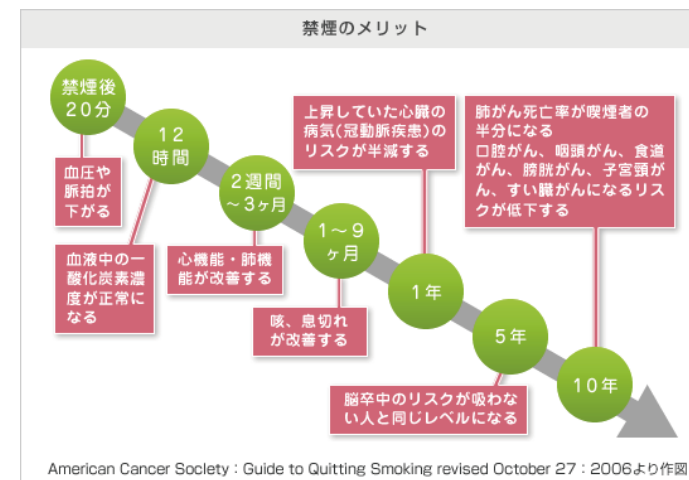 禁煙のメリット
禁煙後
20分
血圧や
脈拍が
下がる
12
時間
血液中の一
酸化炭素濃
度が正常に
なる
2週間
～3ヶ月
心機能・肺機
能が改善する
1～9
ヶ月
咳、息切れ
が改善する
上昇していた心臓の
病気(冠動脈疾患)の
リスクが半減する
1年
5年
脳卒中のリスクが吸わな
い人と同じレベルになる
肺がん死亡率が喫煙者の
半分になる
口腔がん、咽頭がん、食道
がん、膀胱がん、子宮頸が
ん、すい臓がんになるリス
クが低下する
10年
American Cancer Soclety：Guide to Quitting Smoking revised October 27：2006より作図